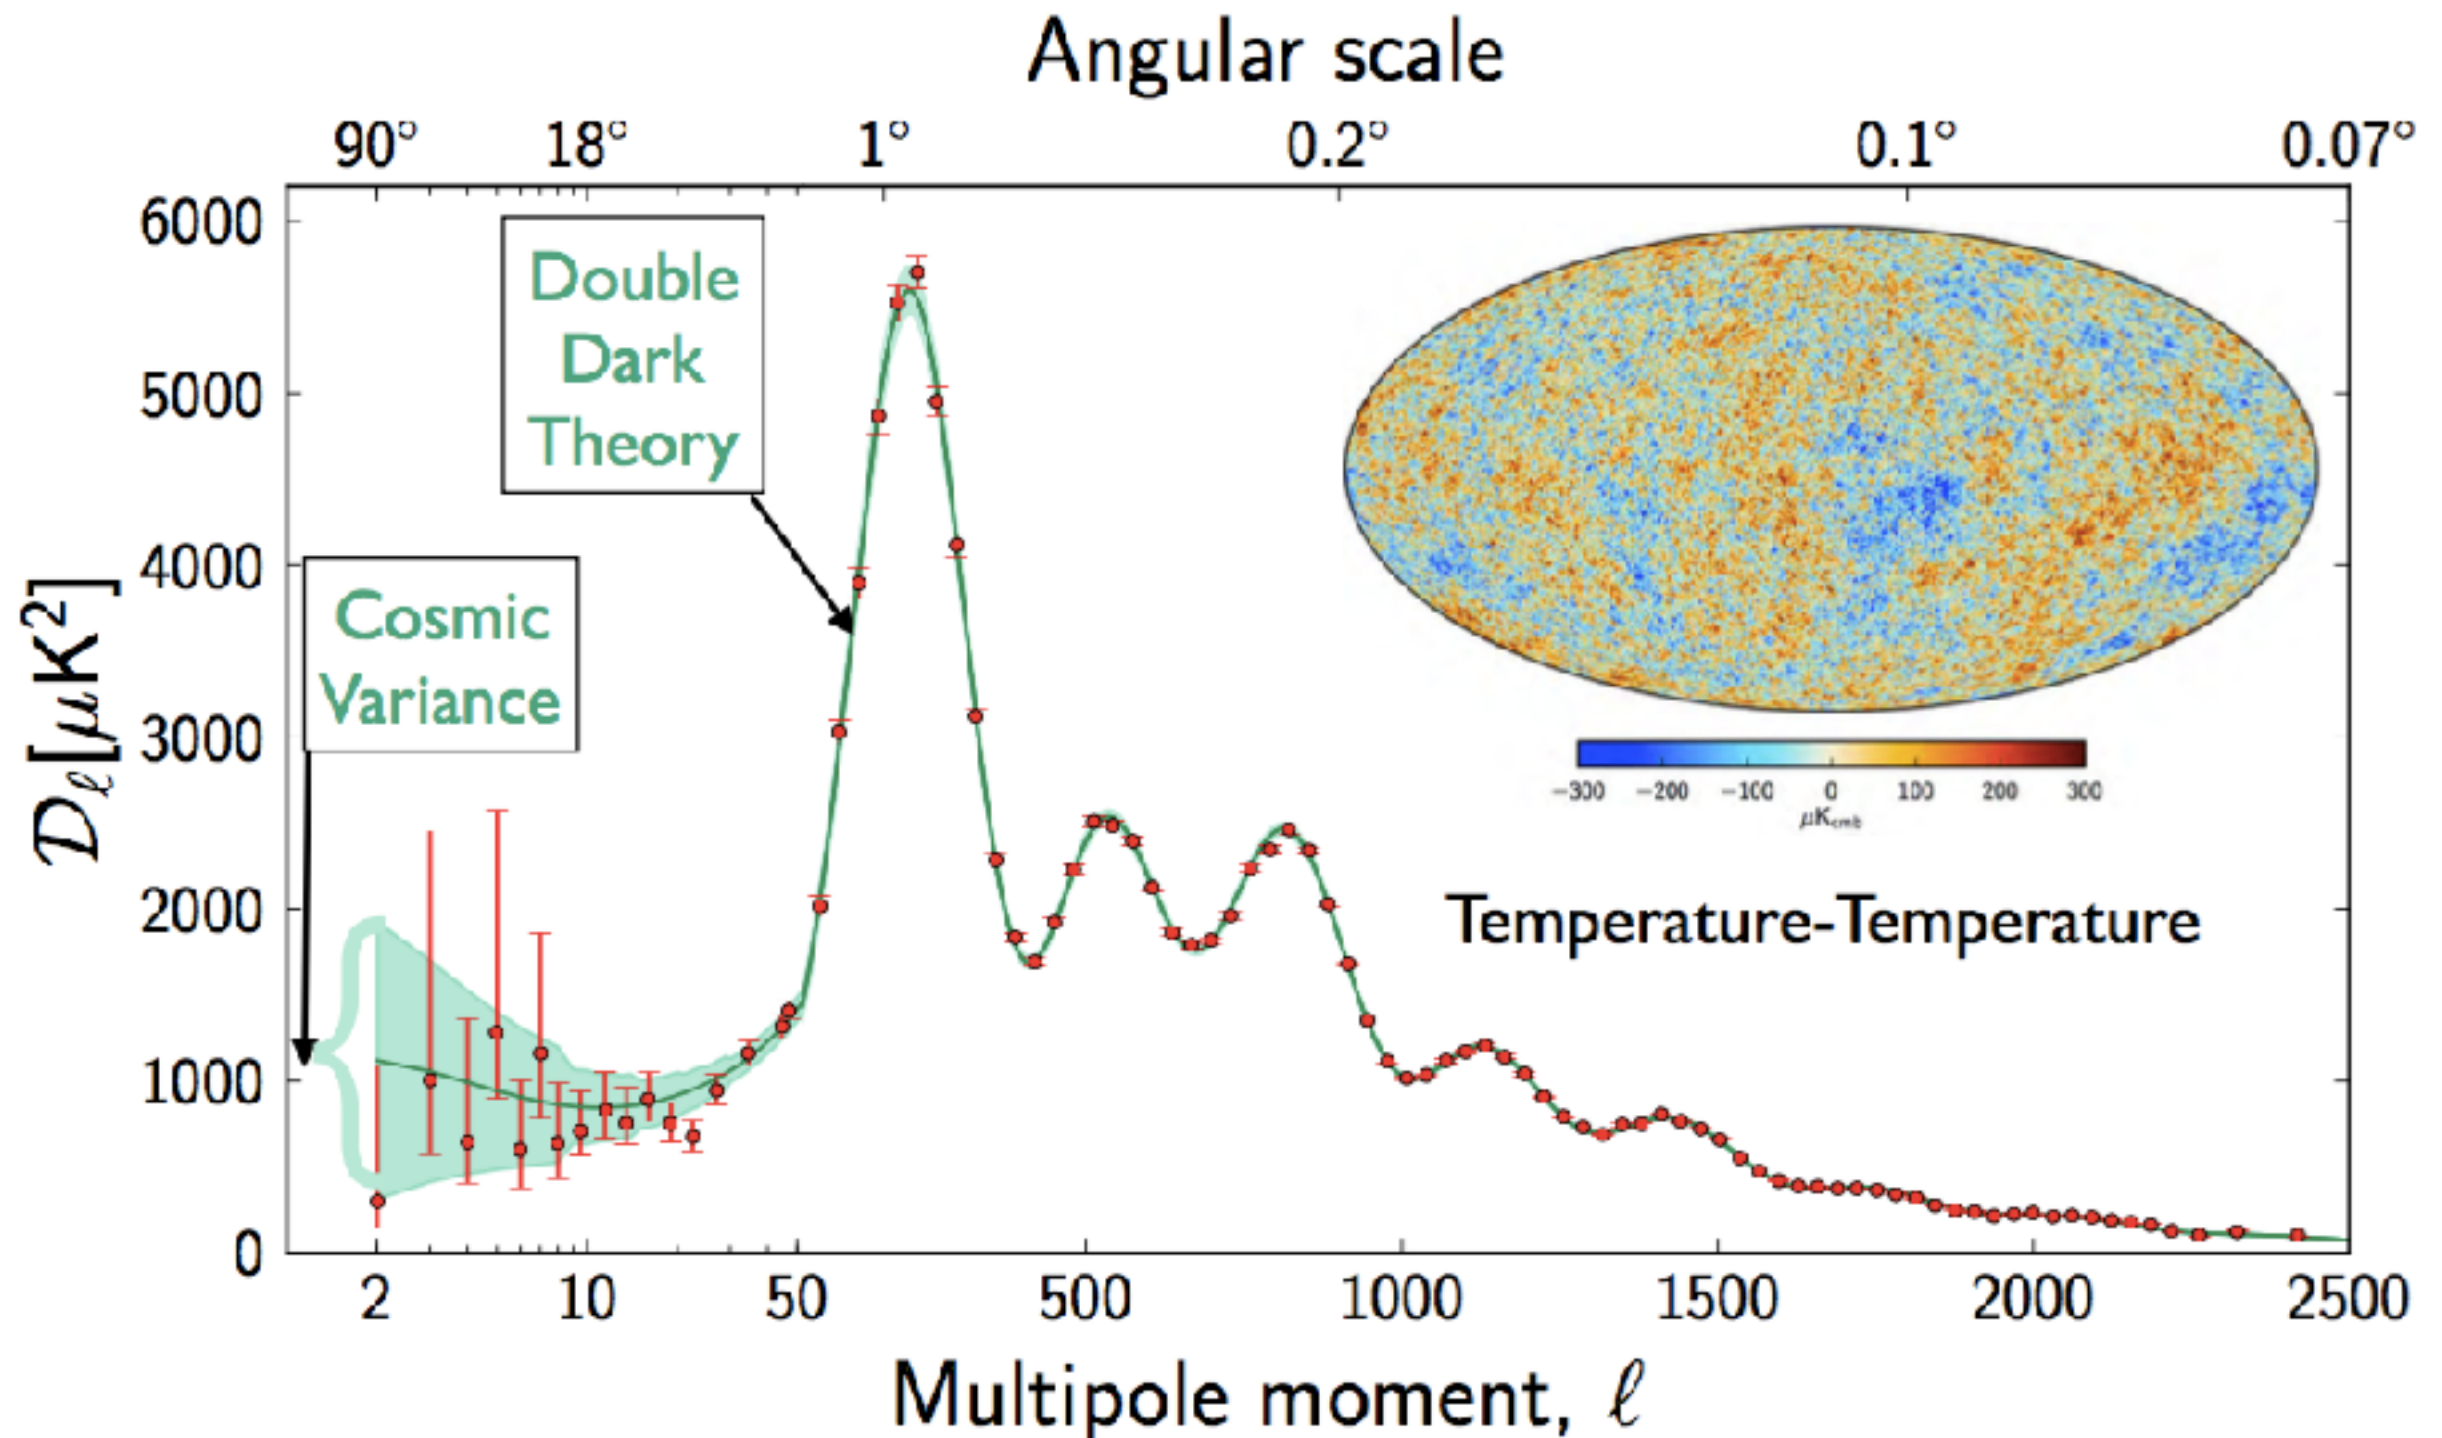 Angular scale
90° 18° 1° 0.2° 0.1° 0.07°
6000
5000
4000
3000
2000
1000
0
𝒟ℓ[μK²]
Double
Dark
Theory
Cosmic
Variance
−300 −200 −100 0 100 200 300
μKcmb
Temperature-Temperature
2 10 50 500 1000 1500 2000 2500
Multipole moment, ℓ